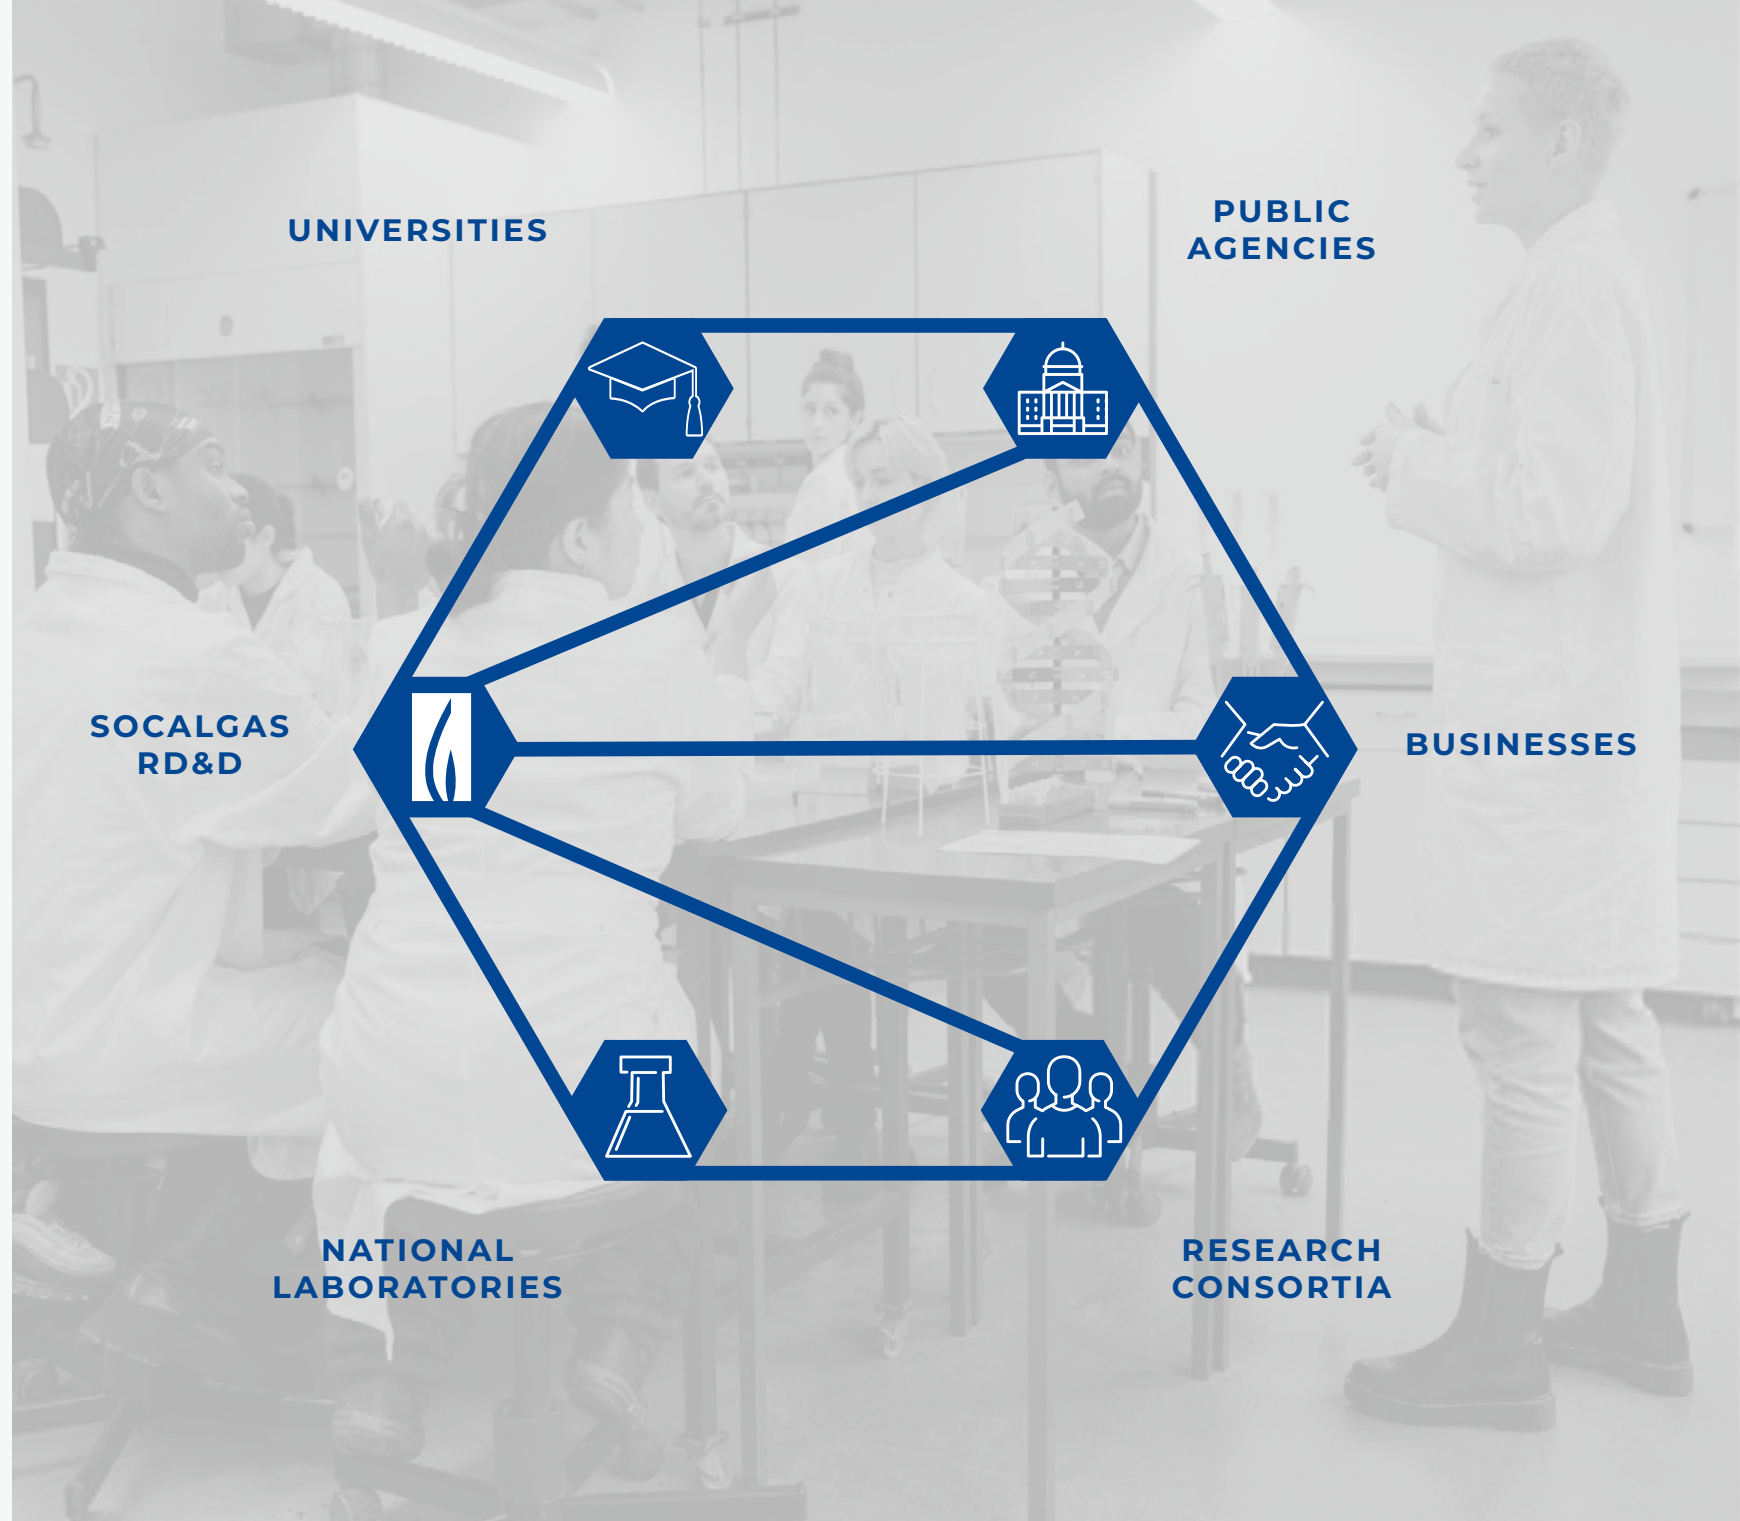 UNIVERSITIES
PUBLIC
AGENCIES
SOCALGAS
RD&D
BUSINESSES
NATIONAL
LABORATORIES
RESEARCH
CONSORTIA